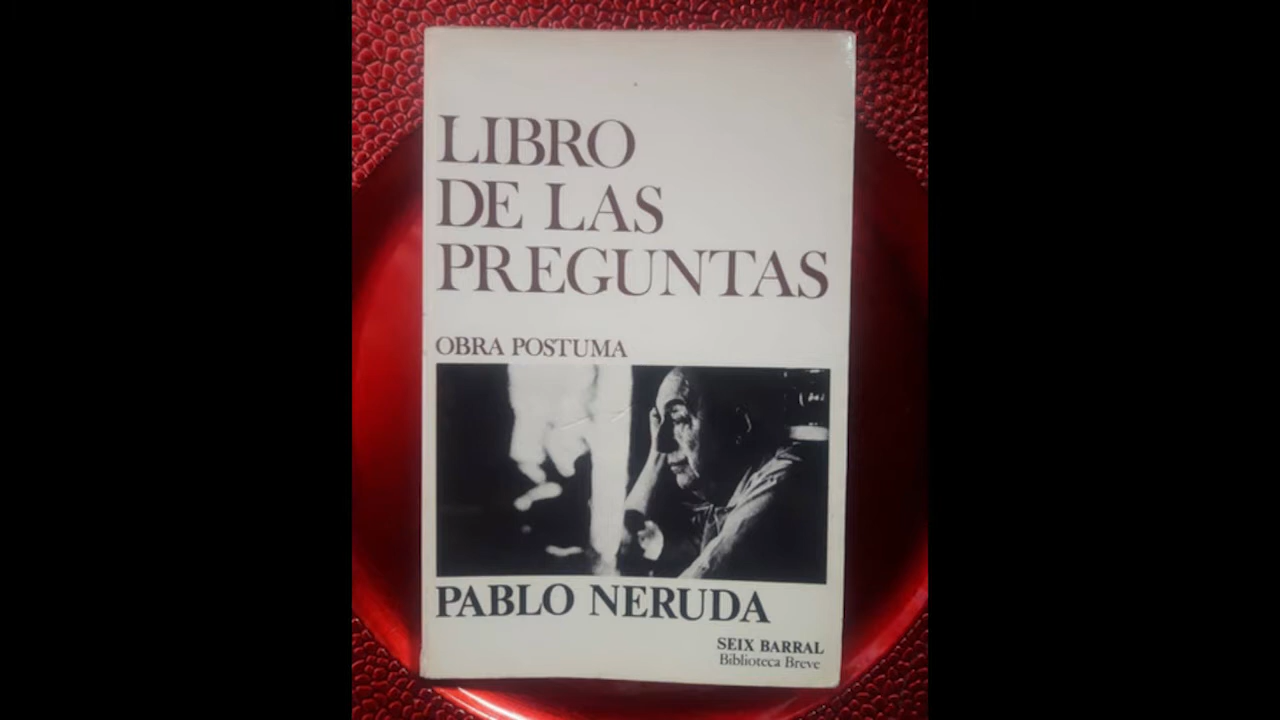 LIBRO
DE LAS
PREGUNTAS
OBRA POSTUMA
PABLO NERUDA
SEIX BARRAL
Biblioteca Breve